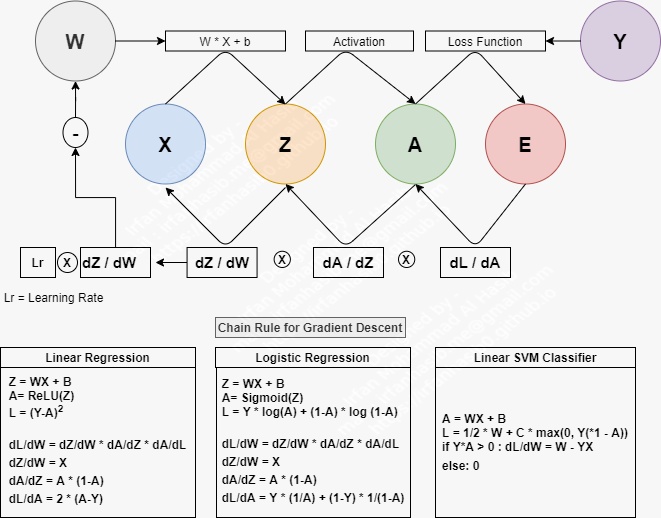 W
W * X + b
Activation
Loss Function
Y
-
X
Z
A
E
Lr
X
dZ / dW
dZ / dW
X
dA / dZ
X
dL / dA
Lr = Learning Rate
Chain Rule for Gradient Descent
Linear Regression
Z = WX + B
A= ReLU(Z)
L = (Y-A)²
dL/dW = dZ/dW * dA/dZ * dA/dL
dZ/dW = X
dA/dZ = A * (1-A)
dL/dA = 2 * (A-Y)
Logistic Regression
Z = WX + B
A= Sigmoid(Z)
L = Y * log(A) + (1-A) * log (1-A)
dL/dW = dZ/dW * dA/dZ * dA/dL
dZ/dW = X
dA/dZ = A * (1-A)
dL/dA = Y * (1/A) + (1-Y) * 1/(1-A)
Linear SVM Classifier
A = WX + B
L = 1/2 * W + C * max(0, Y(*1 - A))
if Y*A > 0 : dL/dW = W - YX
else: 0